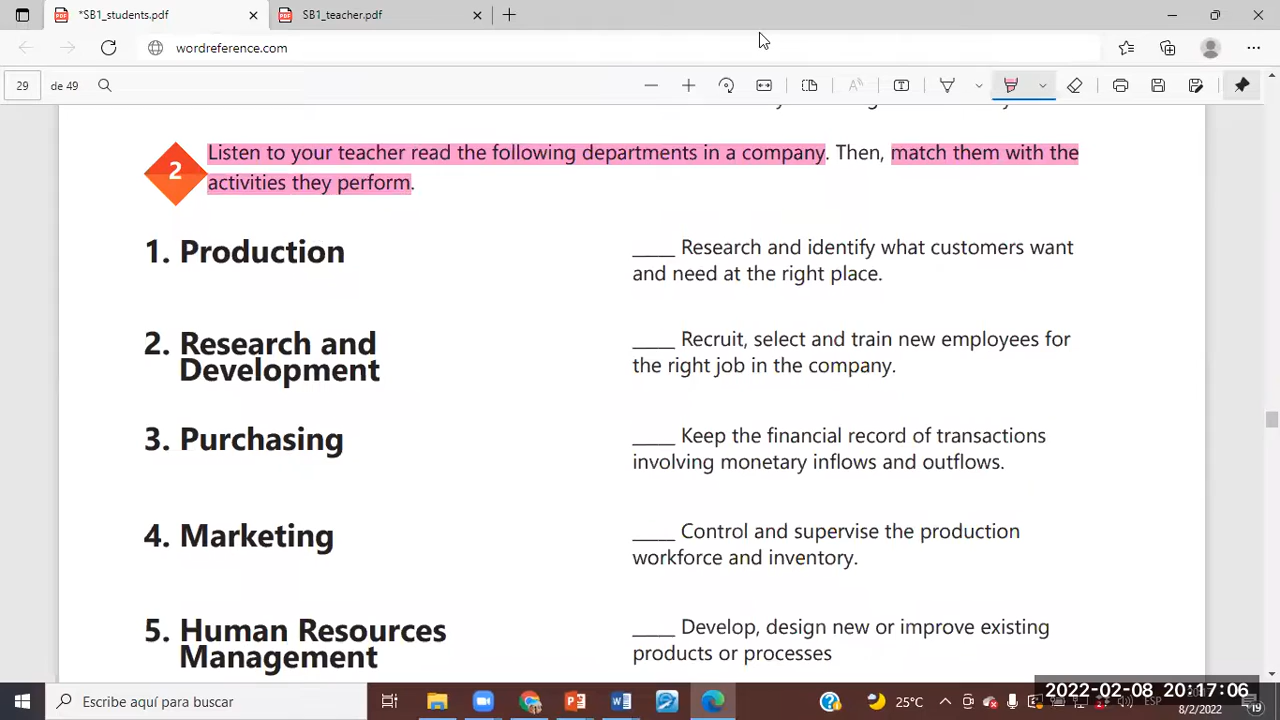 *SB1_students.pdf
SB1_teacher.pdf
wordreference.com
29 de 49
2 Listen to your teacher read the following departments in a company. Then, match them with the
activities they perform.
1. Production
_____ Research and identify what customers want
and need at the right place.
2. Research and
Development
_____ Recruit, select and train new employees for
the right job in the company.
3. Purchasing
_____ Keep the financial record of transactions
involving monetary inflows and outflows.
4. Marketing
_____ Control and supervise the production
workforce and inventory.
5. Human Resources
Management
_____ Develop, design new or improve existing
products or processes
Escribe aquí para buscar
25°C
ESP
2022-02-08 20:17:06
8/2/2022
19